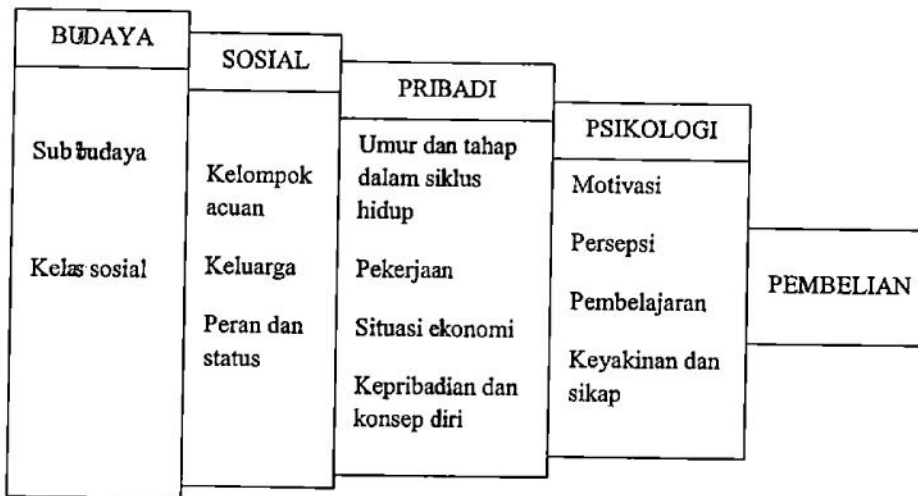 BUDAYA
Sub budaya
Kelas sosial
SOSIAL
Kelompok
acuan
Keluarga
Peran dan
status
PRIBADI
Umur dan tahap
dalam siklus
hidup
Pekerjaan
Situasi ekonomi
Kepribadian dan
konsep diri
PSIKOLOGI
Motivasi
Persepsi
Pembelajaran
Keyakinan dan
sikap
PEMBELIAN